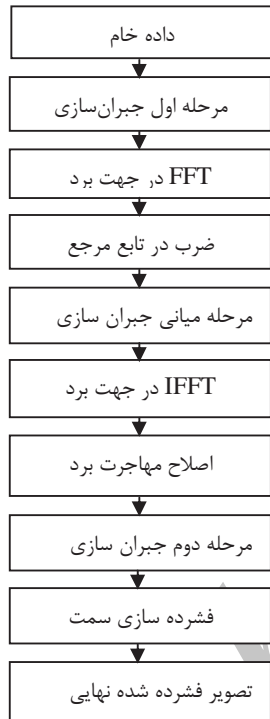 داده خام
مرحله اول جبران‌سازی
FFT در جهت برد
ضرب در تابع مرجع
مرحله میانی جبران سازی
IFFT در جهت برد
اصلاح مهاجرت برد
مرحله دوم جبران سازی
فشرده سازی سمت
تصویر فشرده شده نهایی